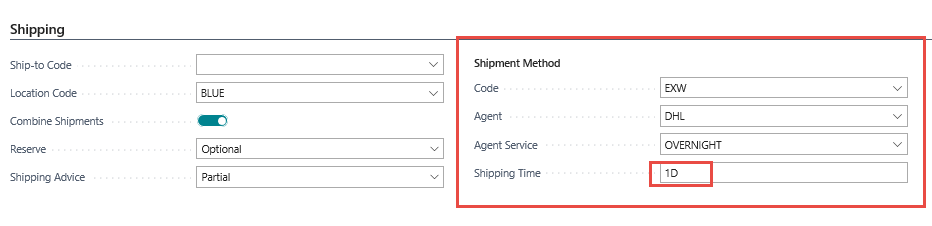 Shipping
Ship-to Code
Location Code
BLUE
Combine Shipments
Reserve
Optional
Shipping Advice
Partial
Shipment Method
Code
EXW
Agent
DHL
Agent Service
OVERNIGHT
Shipping Time
1D